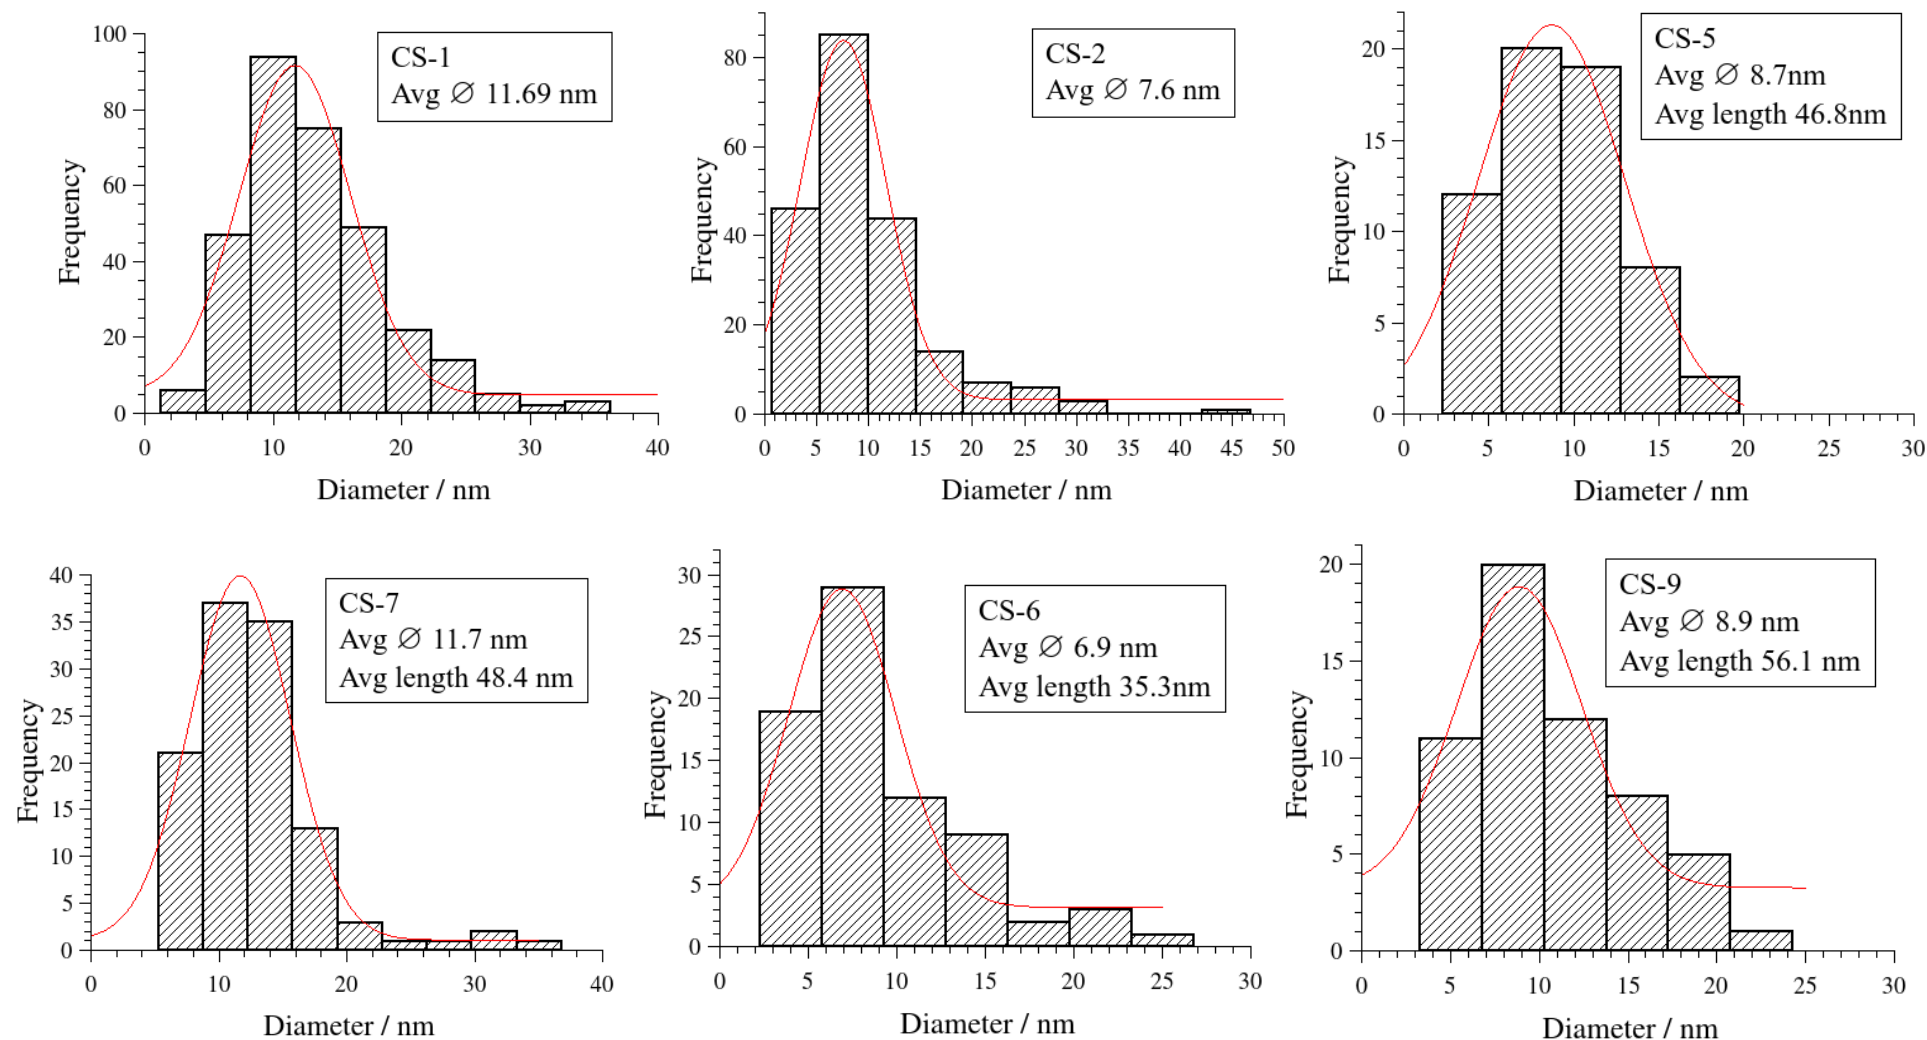 CS-1
Avg ∅ 11.69 nm
100
80
60
40
20
0
Frequency
0 10 20 30 40
Diameter / nm
CS-2
Avg ∅ 7.6 nm
80
60
40
20
0
Frequency
0 5 10 15 20 25 30 35 40 45 50
Diameter / nm
CS-5
Avg ∅ 8.7nm
Avg length 46.8nm
20
15
10
5
0
Frequency
0 5 10 15 20 25 30
Diameter / nm
CS-7
Avg ∅ 11.7 nm
Avg length 48.4 nm
40
35
30
25
20
15
10
5
0
Frequency
0 10 20 30 40
Diameter / nm
CS-6
Avg ∅ 6.9 nm
Avg length 35.3nm
30
25
20
15
10
5
0
Frequency
0 5 10 15 20 25 30
Diameter / nm
CS-9
Avg ∅ 8.9 nm
Avg length 56.1 nm
20
15
10
5
0
Frequency
0 5 10 15 20 25 30
Diameter / nm